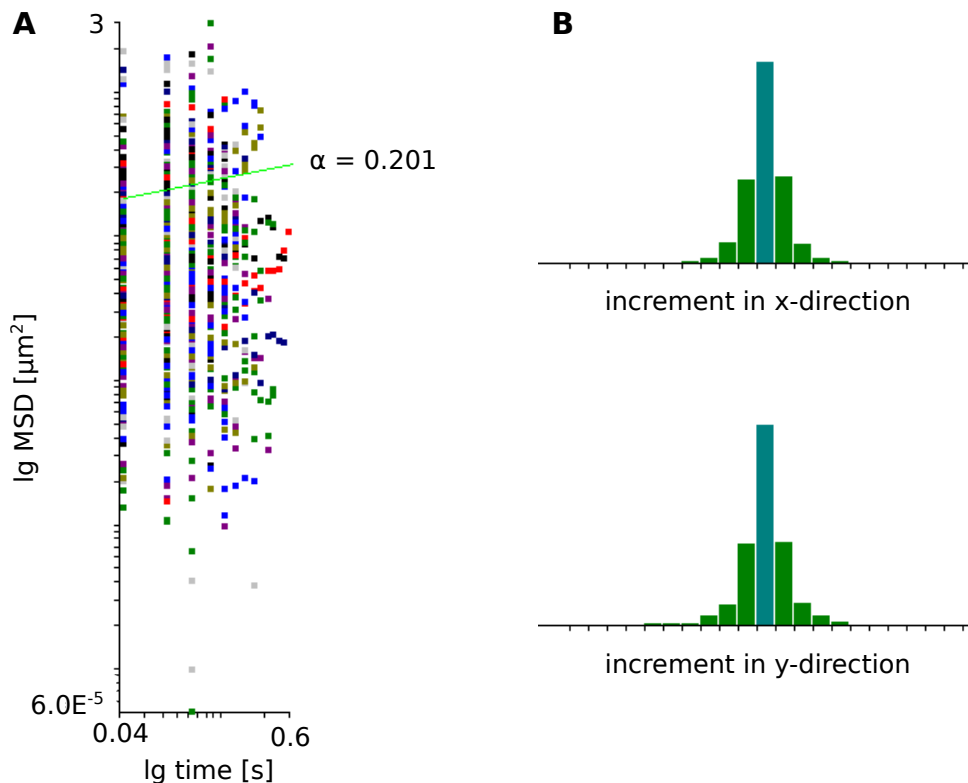 A
B
3
α = 0.201
lg MSD [µm²]
6.0E⁻⁵
0.04
0.6
lg time [s]
increment in x-direction
increment in y-direction